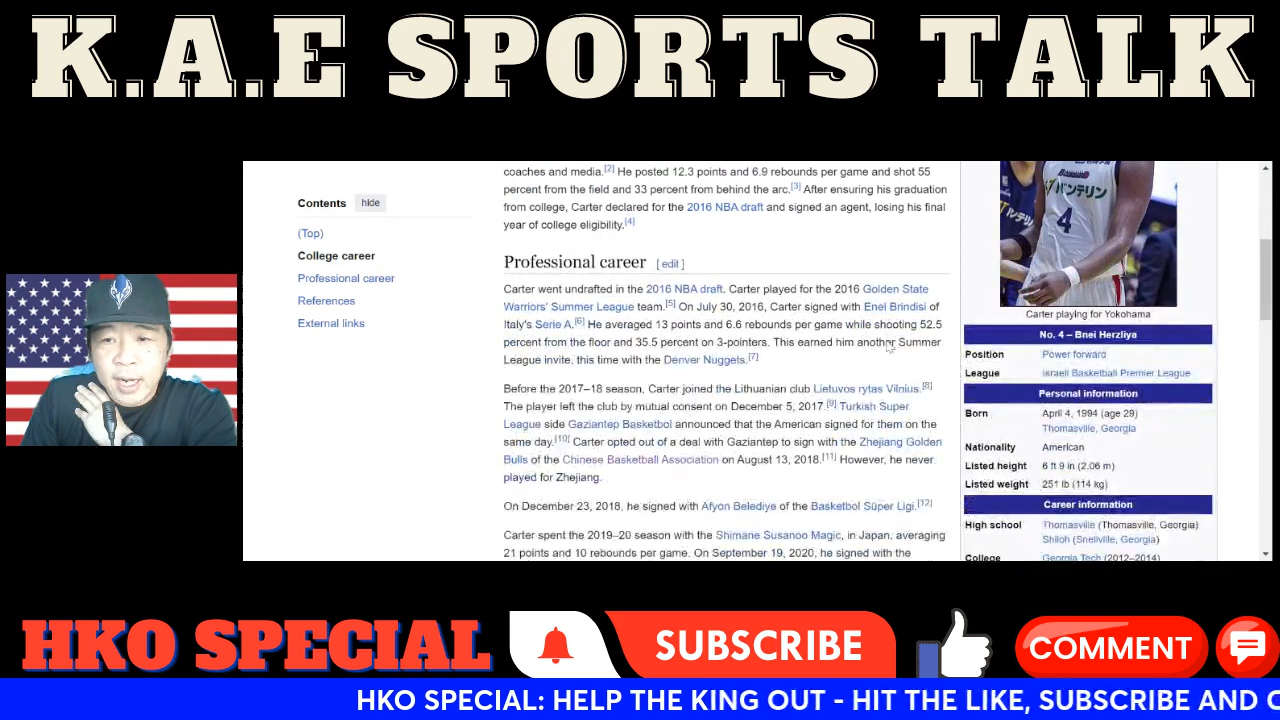 K.A.E SPORTS TALK
coaches and media.[2] He posted 12.3 points and 6.9 rebounds per game and shot 55
percent from the field and 33 percent from behind the arc.[3] After ensuring his graduation
from college, Carter declared for the 2016 NBA draft and signed an agent, losing his final
year of college eligibility.[4]
Contents hide
(Top)
College career
Professional career
References
External links
Professional career [ edit ]
Carter went undrafted in the 2016 NBA draft. Carter played for the 2016 Golden State
Warriors' Summer League team.[5] On July 30, 2016, Carter signed with Enel Brindisi of
Italy's Serie A.[6] He averaged 13 points and 6.6 rebounds per game while shooting 52.5
percent from the floor and 35.5 percent on 3-pointers. This earned him another Summer
League invite, this time with the Denver Nuggets.[7]
Before the 2017–18 season, Carter joined the Lithuanian club Lietuvos rytas Vilnius.[8]
The player left the club by mutual consent on December 5, 2017.[9] Turkish Super
League side Gaziantep Basketbol announced that the American signed for them on the
same day.[10] Carter opted out of a deal with Gaziantep to sign with the Zhejiang Golden
Bulls of the Chinese Basketball Association on August 13, 2018.[11] However, he never
played for Zhejiang.
On December 23, 2018, he signed with Afyon Belediye of the Basketbol Süper Ligi.[12]
Carter spent the 2019–20 season with the Shimane Susanoo Magic, in Japan, averaging
21 points and 10 rebounds per game. On September 19, 2020, he signed with the
バンテリン
4
Carter playing for Yokohama
No. 4 – Bnei Herzliya
Position Power forward
League Israeli Basketball Premier League
Personal information
Born April 4, 1994 (age 29)
Thomasville, Georgia
Nationality American
Listed height 6 ft 9 in (2.06 m)
Listed weight 251 lb (114 kg)
Career information
High school Thomasville (Thomasville, Georgia)
Shiloh (Snellville, Georgia)
College Georgia Tech (2012–2014)
HKO SPECIAL
SUBSCRIBE
COMMENT
HKO SPECIAL: HELP THE KING OUT - HIT THE LIKE, SUBSCRIBE AND C